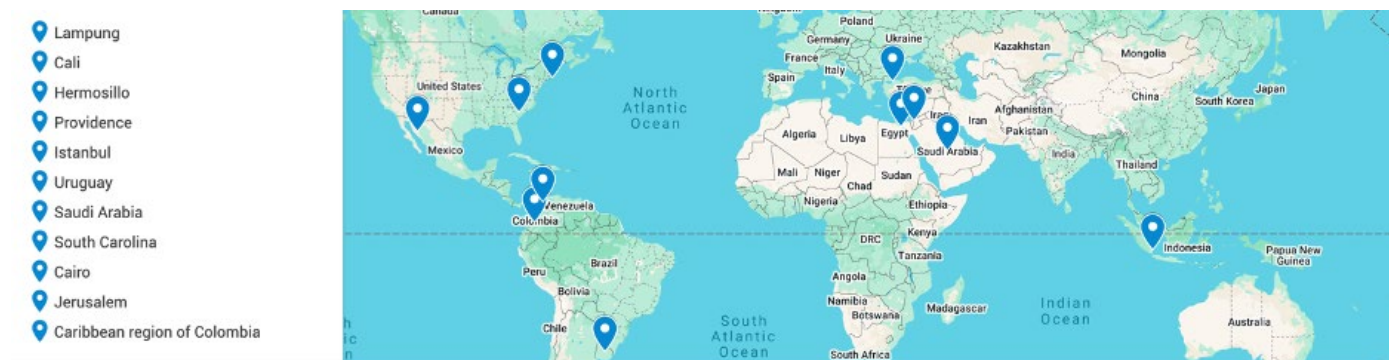 Lampung
Cali
Hermosillo
Providence
Istanbul
Uruguay
Saudi Arabia
South Carolina
Cairo
Jerusalem
Caribbean region of Colombia
Canada
United States
Mexico
North
Atlantic
Ocean
Venezuela
Colombia
Peru
Brazil
Bolivia
Chile
South
Atlantic
Ocean
Poland
Germany
Ukraine
France
Italy
Spain
Kazakhstan
Mongolia
Japan
China
South Korea
Afghanistan
Iran
Pakistan
Algeria
Libya
Egypt
Saudi Arabia
India
Thailand
Mali
Niger
Chad
Sudan
Nigeria
Ethiopia
DRC
Kenya
Tanzania
Indonesia
Papua New
Guinea
Angola
Namibia
Botswana
Madagascar
Indian
Ocean
Australia
South Africa